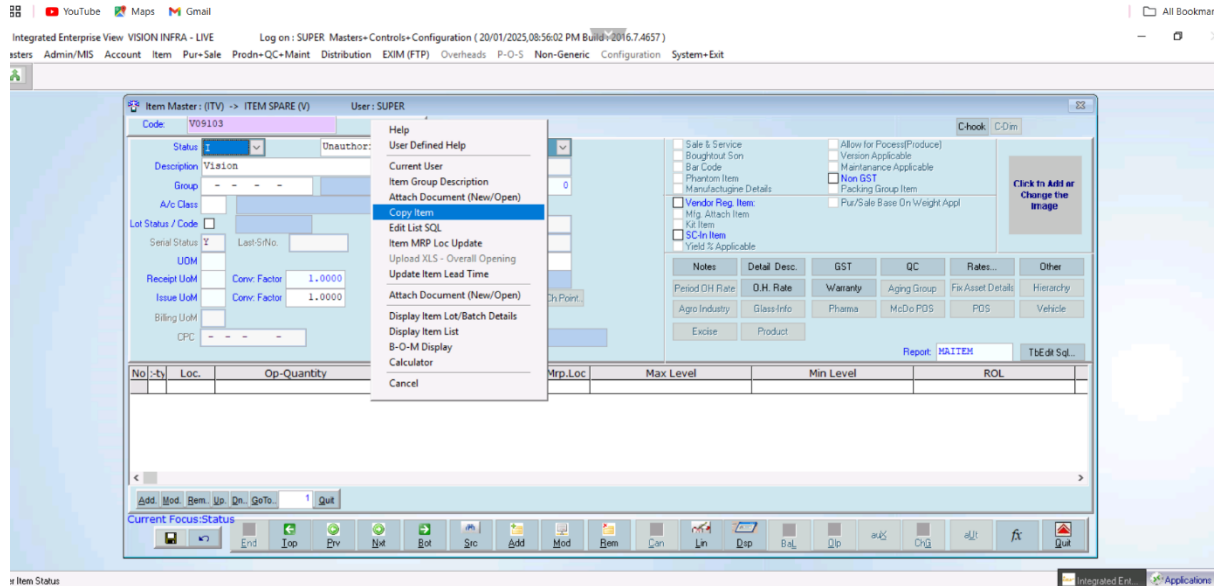 YouTube Maps Gmail All Bookmar
Integrated Enterprise View VISION INFRA - LIVE Log on : SUPER Masters+Controls+Configuration ( 20/01/2025,08:56:02 PM Build : 2016.7.4657 )
asters Admin/MIS Account Item Pur+Sale Prodn+QC+Maint Distribution EXIM (FTP) Overheads P-O-S Non-Generic Configuration System+Exit
Item Master : (ITV) -> ITEM SPARE (V) User : SUPER
Code: V09103
C-hook C-Dim
Status I Unauthori
Description Vision
Group - - - - 0
A/c Class
Lot Status / Code
Serial Status Y Last-SrNo.
UOM
Receipt UoM Conv: Factor 1.0000
Issue UoM Conv: Factor 1.0000
Billing UoM
CPC - - - -
Help
User Defined Help
Current User
Item Group Description
Attach Document (New/Open)
Copy Item
Edit List SQL
Item MRP Loc Update
Upload XLS - Overall Opening
Update Item Lead Time
Attach Document (New/Open)
Display Item Lot/Batch Details
Display Item List
B-O-M Display
Calculator
Cancel
Ch.Point..
Sale & Service Allow for Pocess(Produce)
Boughtout Son Version Applicable
Bar Code Maintanance Applicable
Phantom Item Non GST
Manufactugine Details Packing Group Item
Vendor Reg. Item: Pur/Sale Base On Weight Appl
Mfg. Attach Item
Kit Item
SC-In Item
Yield % Applicable
Click to Add or
Change the
Image
Notes Detail Desc. GST QC Rates... Other
Period OH Rate O.H. Rate Warranty Aging Group Fix Asset Details Hierarchy
Agro Industry Glass-Info Pharma McDo POS POS Vehicle
Excise Product
Report: MAITEM TbEdit Sql...
No :-ty Loc. Op-Quantity Mrp.Loc Max Level Min Level ROL
Add. Mod. Rem.. Up. Dn.. GoTo.. 1 Quit
Current Focus:Status
End Top Prv Nxt Bot Src Add Mod Rem Can Lin Dsp BaL Qlp auX ChG aUt fx Quit
er Item Status
Integrated Ent... Applications